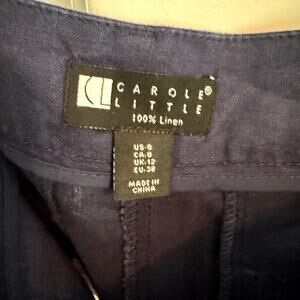 CL CAROLE®
LITTLE
100% Linen
US:8
CA:8
UK:12
EU:38
MADE IN
CHINA